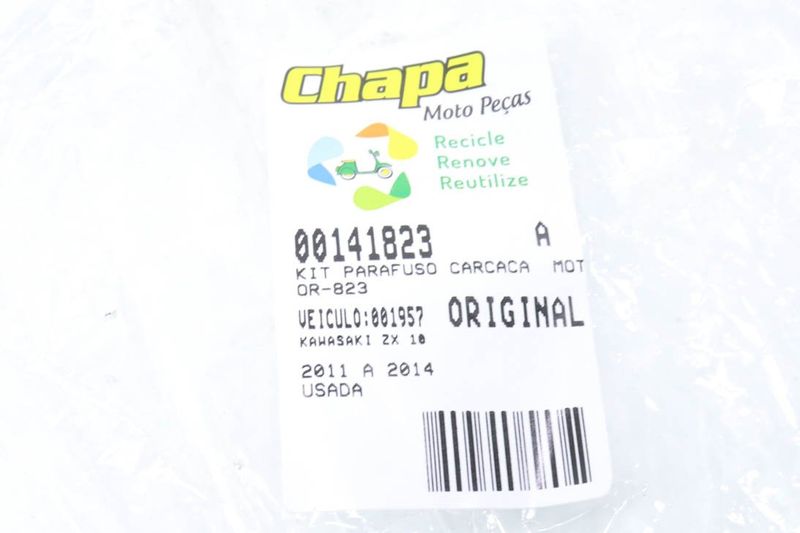 Chapa
Moto Peças
Recicle
Renove
Reutilize
00141823 A
KIT PARAFUSO CARCACA MOT
OR-823
VEICULO:001957 ORIGINAL
KAWASAKI ZX 10
2011 A 2014
USADA